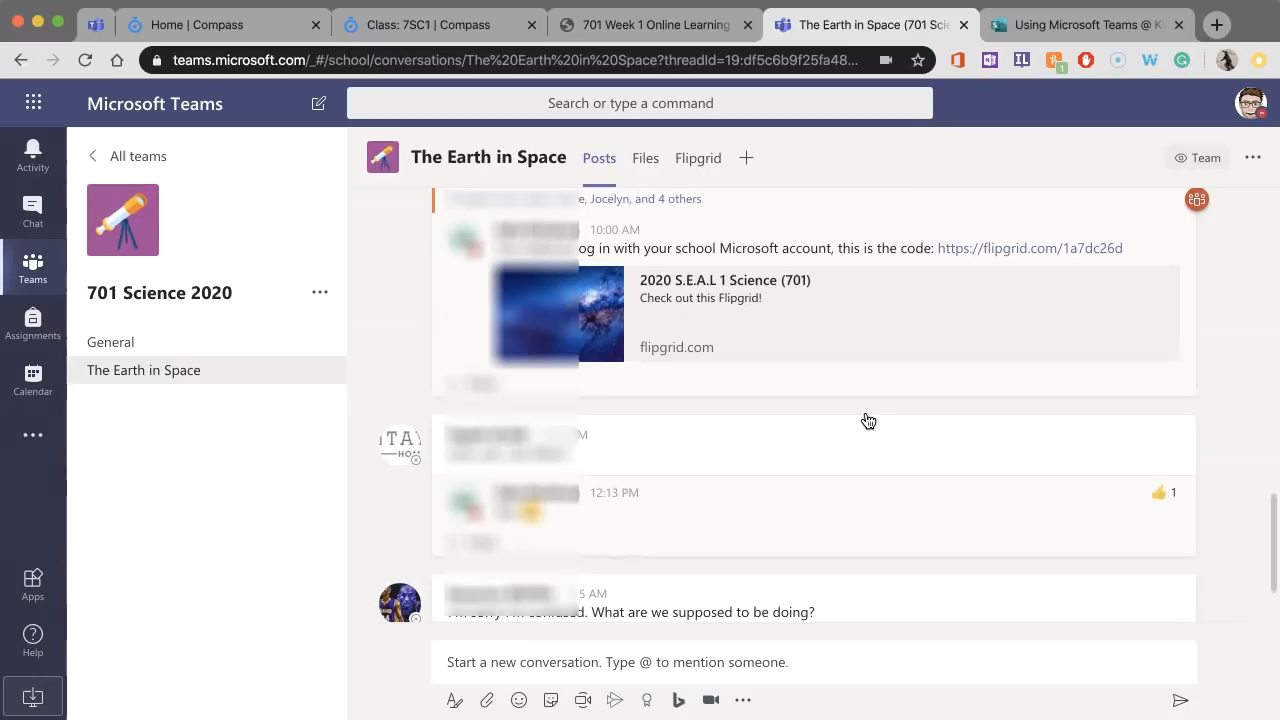 Home | Compass
Class: 7SC1 | Compass
701 Week 1 Online Learning
The Earth in Space (701 Scie
Using Microsoft Teams @ K
teams.microsoft.com/_#/school/conversations/The%20Earth%20in%20Space?threadId=19:df5c6b9f25fa48...
1
Microsoft Teams
Search or type a command
Activity
Chat
Teams
Assignments
Calendar
Apps
Help
All teams
701 Science 2020
General
The Earth in Space
The Earth in Space
Posts
Files
Flipgrid
Team
e, Jocelyn, and 4 others
10:00 AM
og in with your school Microsoft account, this is the code: https://flipgrid.com/1a7dc26d
2020 S.E.A.L 1 Science (701)
Check out this Flipgrid!
flipgrid.com
M
12:13 PM
1
5 AM
What are we supposed to be doing?
Start a new conversation. Type @ to mention someone.